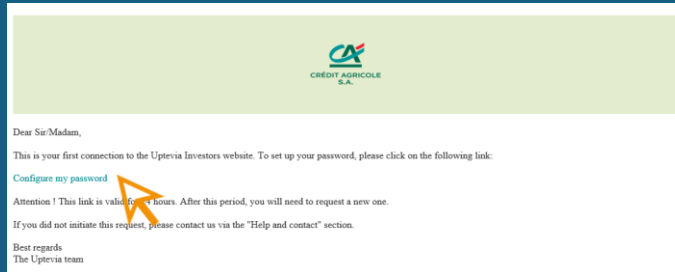 CRÉDIT AGRICOLE
S.A.
Dear Sir/Madam,
This is your first connection to the Uptevia Investors website. To set up your password, please click on the following link:
Configure my password
Attention ! This link is valid for 4 hours. After this period, you will need to request a new one.
If you did not initiate this request, please contact us via the "Help and contact" section.
Best regards
The Uptevia team